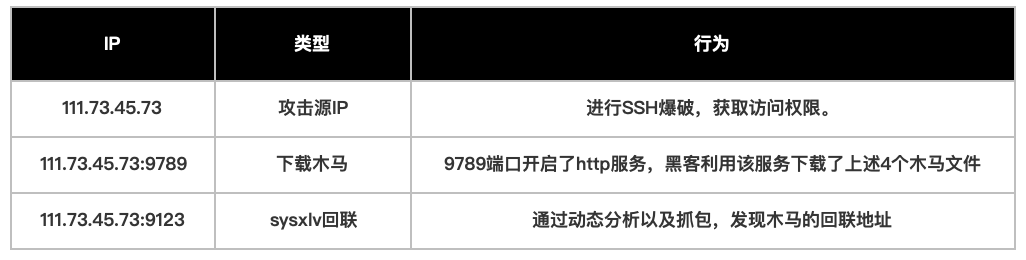 IP 类型 行为
111.73.45.73 攻击源IP 进行SSH爆破，获取访问权限。
111.73.45.73:9789 下载木马 9789端口开启了http服务，黑客利用该服务下载了上述4个木马文件
111.73.45.73:9123 sysxlv回联 通过动态分析以及抓包，发现木马的回联地址